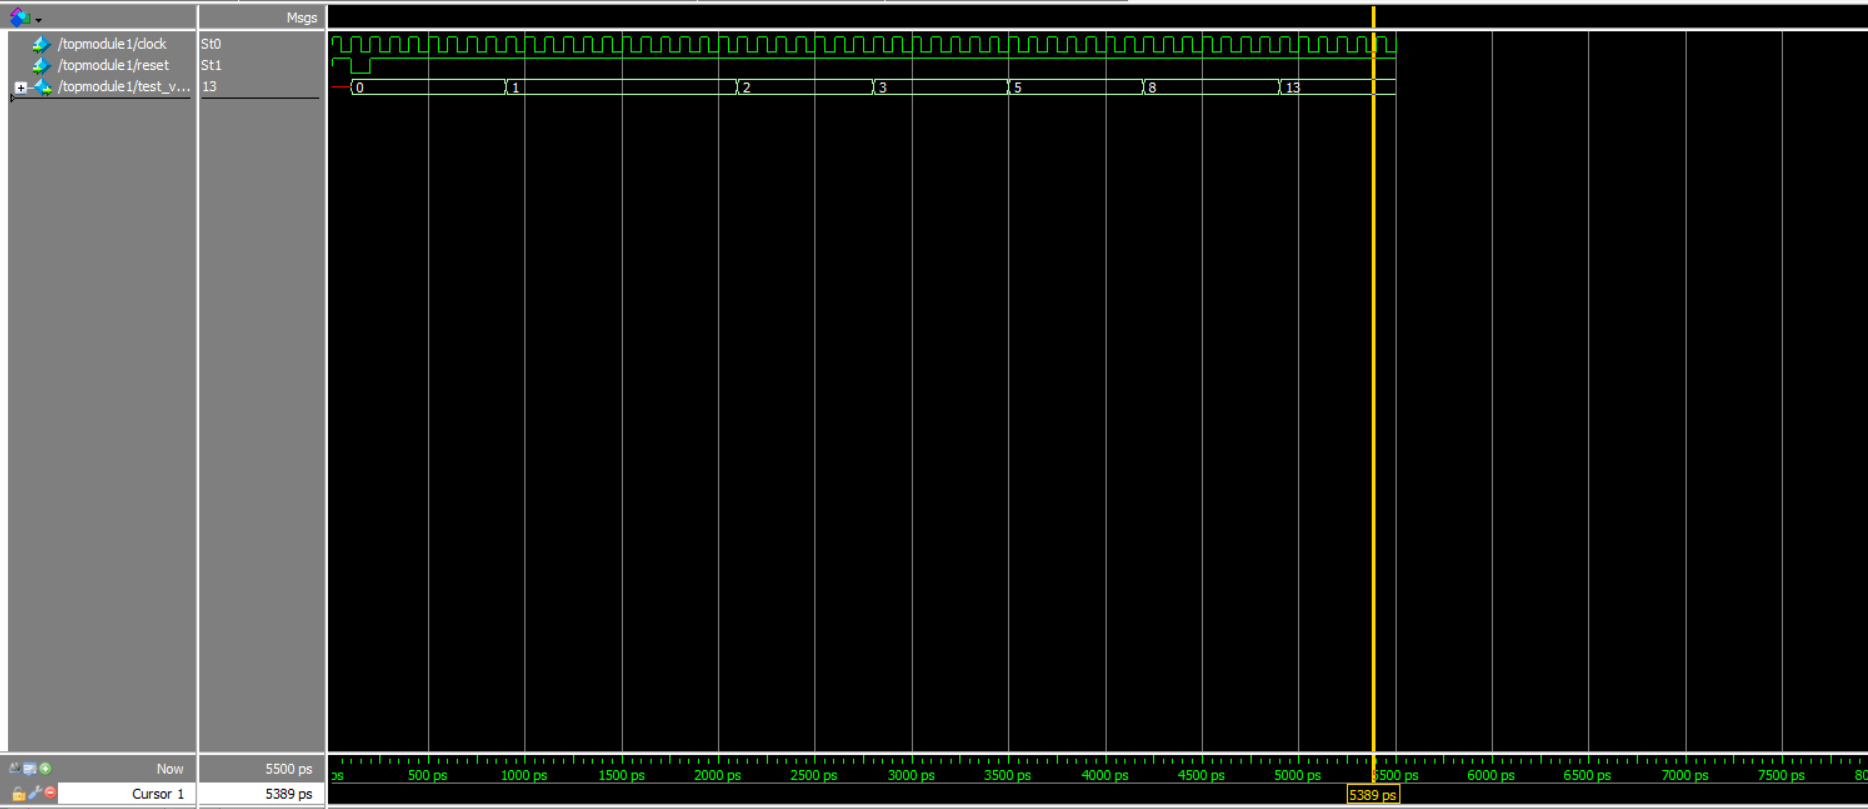 Msgs
/topmodule1/clock St0
/topmodule1/reset St1
/topmodule1/test_v... 13 0 1 2 3 5 8 13
Now 5500 ps ps 500 ps 1000 ps 1500 ps 2000 ps 2500 ps 3000 ps 3500 ps 4000 ps 4500 ps 5000 ps 5500 ps 6000 ps 6500 ps 7000 ps 7500 ps 80
Cursor 1 5389 ps 5389 ps